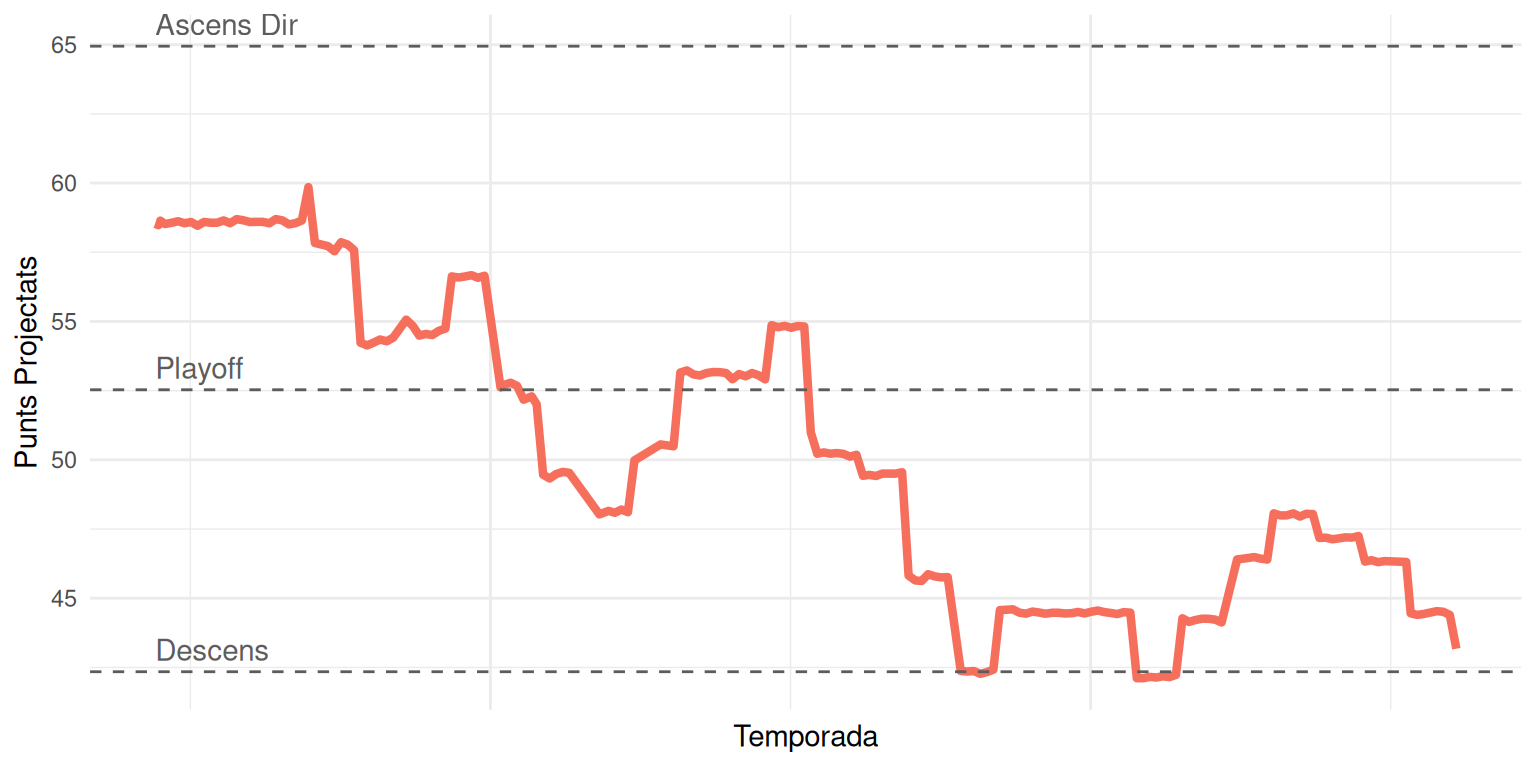 Ascens Dir
65
60
55
Playoff
50
45
Descens
Punts Projectats
Temporada